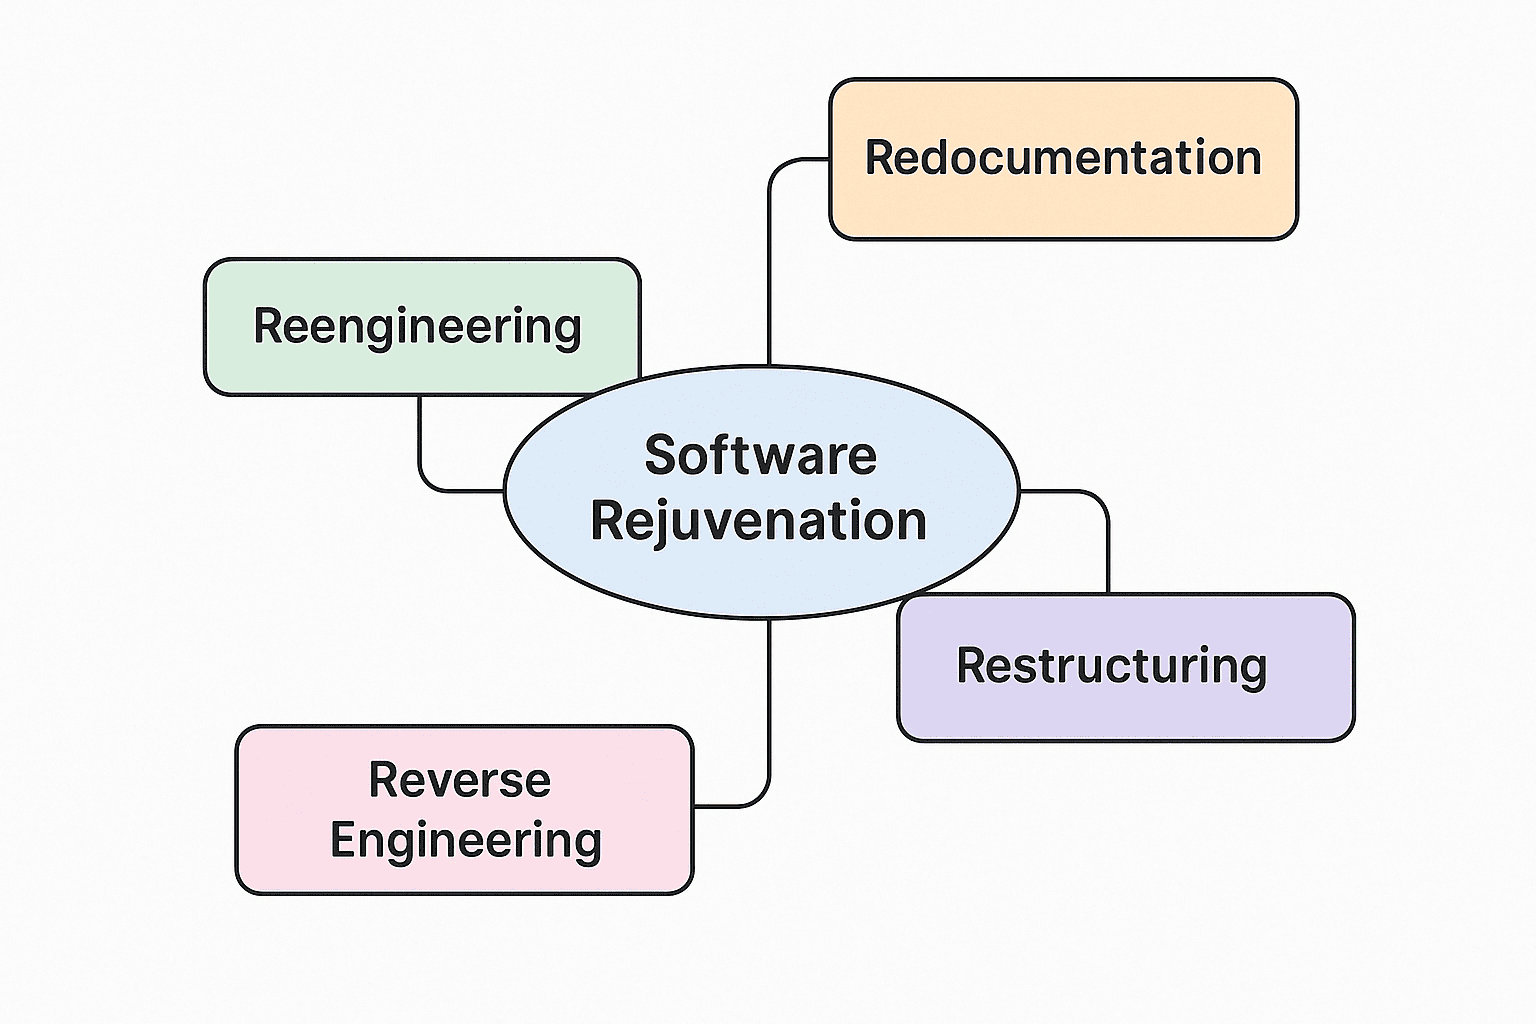 Redocumentation
Reengineering
Software
Rejuvenation
Restructuring
Reverse
Engineering